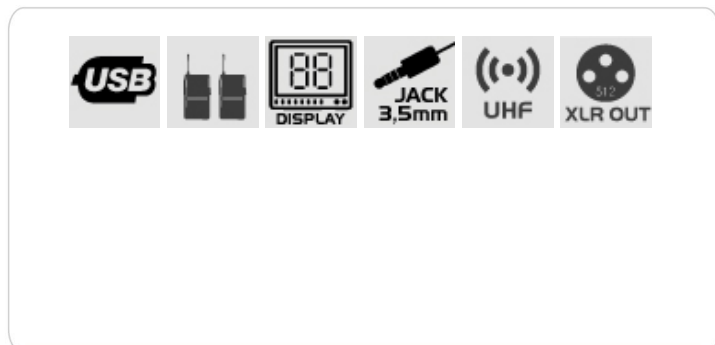 USB
88
DISPLAY
JACK
3,5mm
UHF
512
XLR OUT